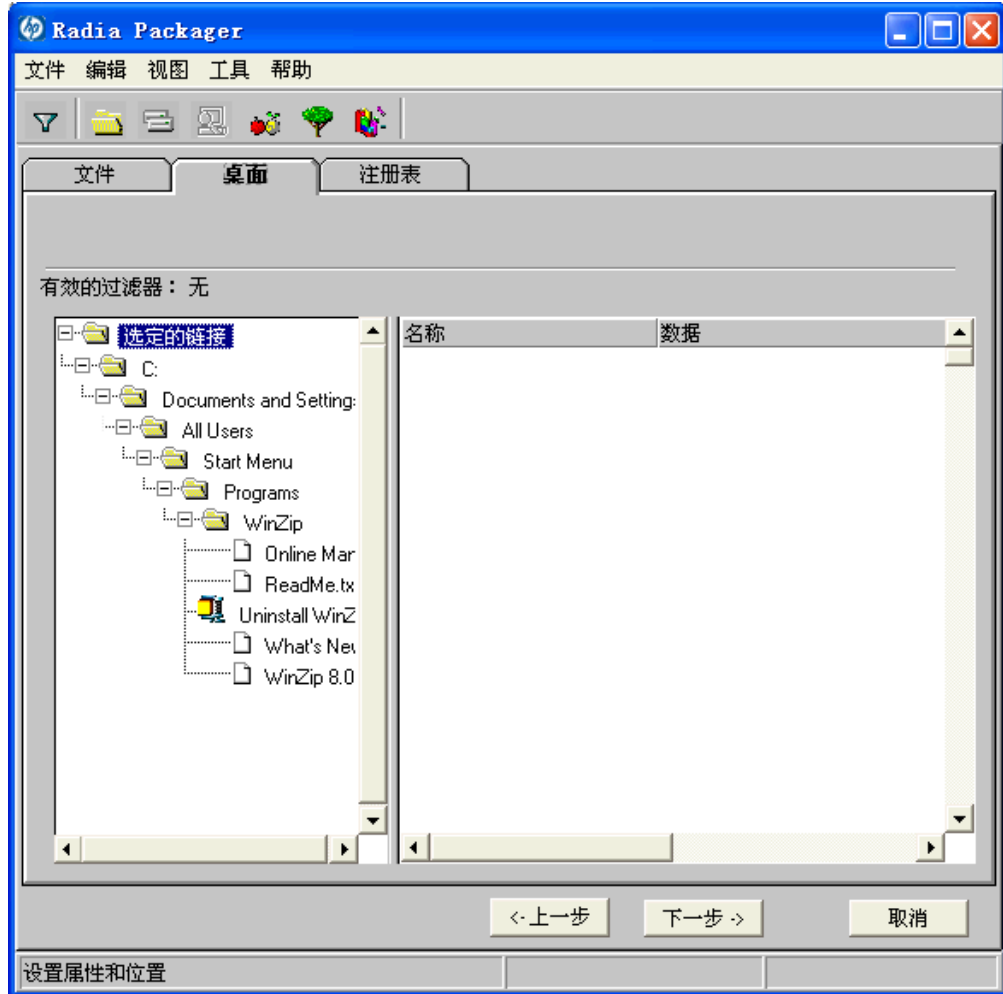 Radia Packager
文件 编辑 视图 工具 帮助
文件 桌面 注册表
有效的过滤器：无
选定的链接
C:
Documents and Setting
All Users
Start Menu
Programs
WinZip
Online Mar
ReadMe.tx
Uninstall WinZ
What's Ne
WinZip 8.0
名称 数据
<-上一步 下一步-> 取消
设置属性和位置